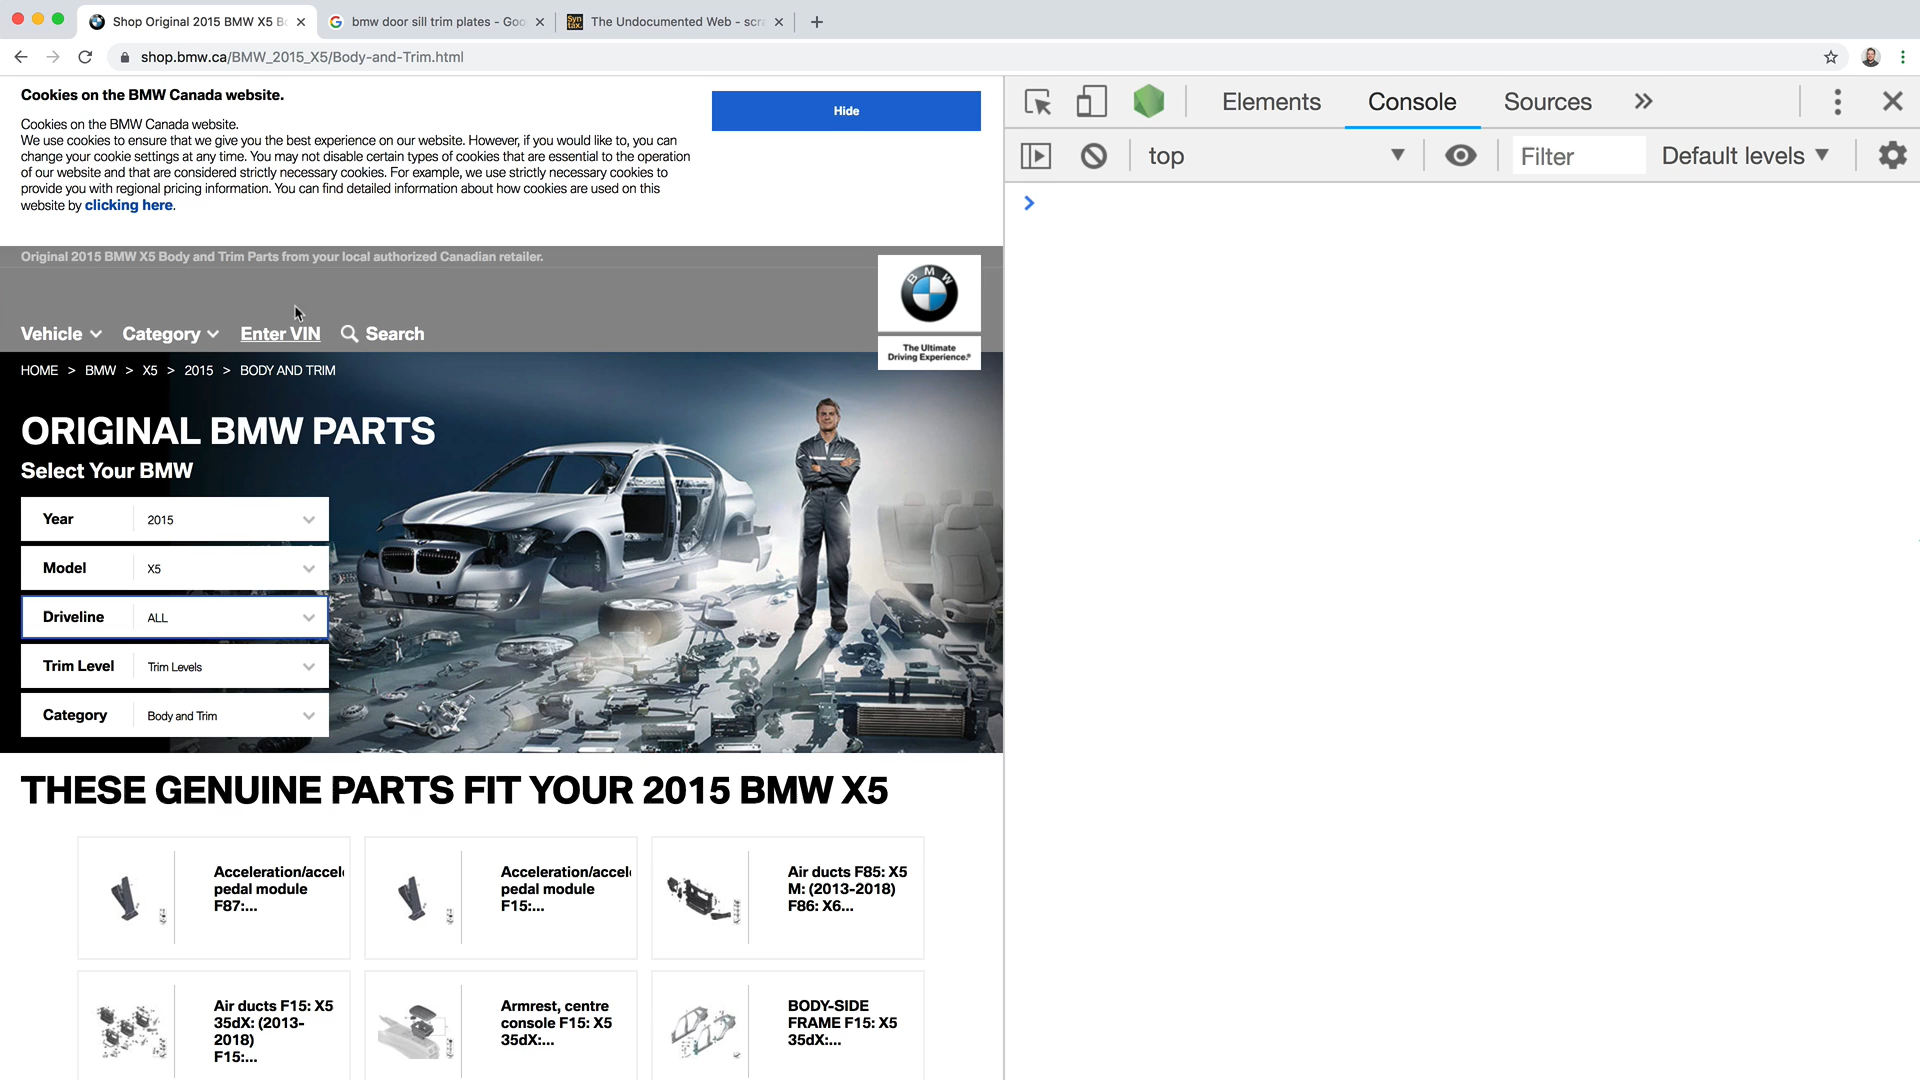 Shop Original 2015 BMW X5 Bo
bmw door sill trim plates - Goo
Syn
tax.
The Undocumented Web - scra
shop.bmw.ca/BMW_2015_X5/Body-and-Trim.html
Cookies on the BMW Canada website.
Hide
Cookies on the BMW Canada website.
We use cookies to ensure that we give you the best experience on our website. However, if you would like to, you can
change your cookie settings at any time. You may not disable certain types of cookies that are essential to the operation
of our website and that are considered strictly necessary cookies. For example, we use strictly necessary cookies to
provide you with regional pricing information. You can find detailed information about how cookies are used on this
website by clicking here.
Original 2015 BMW X5 Body and Trim Parts from your local authorized Canadian retailer.
BMW
The Ultimate
Driving Experience.®
Vehicle
Category
Enter VIN
Search
HOME > BMW > X5 > 2015 > BODY AND TRIM
ORIGINAL BMW PARTS
Select Your BMW
Year 2015
Model X5
Driveline ALL
Trim Level Trim Levels
Category Body and Trim
THESE GENUINE PARTS FIT YOUR 2015 BMW X5
Acceleration/accel
pedal module
F87:...
Acceleration/accel
pedal module
F15:...
Air ducts F85: X5
M: (2013-2018)
F86: X6...
Air ducts F15: X5
35dX: (2013-
2018)
F15:...
Armrest, centre
console F15: X5
35dX:...
BODY-SIDE
FRAME F15: X5
35dX:...
Elements
Console
Sources
top
Filter
Default levels